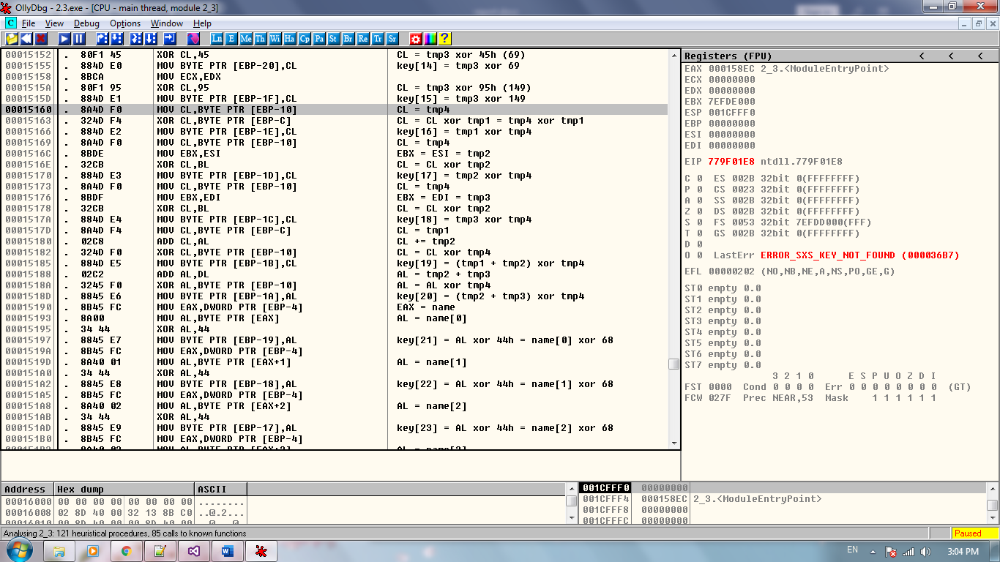 OllyDbg - 2.3.exe - [CPU - main thread, module 2_3]
C File View Debug Options Window Help
Ln E Me Th Wi Ha Cp Pa St Br Re Tr Sr ?
00015152 . 80F1 45 XOR CL,45 CL = tmp3 xor 45h (69)
00015155 . 884D E0 MOV BYTE PTR [EBP-20],CL key[14] = tmp3 xor 69
00015158 . 8BCA MOV ECX,EDX
0001515A . 80F1 95 XOR CL,95 CL = tmp3 xor 95h (149)
0001515D . 884D E1 MOV BYTE PTR [EBP-1F],CL key[15] = tmp3 xor 149
00015160 . 8A4D F0 MOV CL,BYTE PTR [EBP-10] CL = tmp4
00015163 . 324D F4 XOR CL,BYTE PTR [EBP-C] CL = CL xor tmp1 = tmp4 xor tmp1
00015166 . 884D E2 MOV BYTE PTR [EBP-1E],CL key[16] = tmp1 xor tmp4
00015169 . 8A4D F0 MOV CL,BYTE PTR [EBP-10] CL = tmp4
0001516C . 8BDE MOV EBX,ESI EBX = ESI = tmp2
0001516E . 32CB XOR CL,BL CL = CL xor tmp2
00015170 . 884D E3 MOV BYTE PTR [EBP-1D],CL key[17] = tmp2 xor tmp4
00015173 . 8A4D F0 MOV CL,BYTE PTR [EBP-10] CL = tmp4
00015176 . 8BDF MOV EBX,EDI EBX = EDI = tmp3
00015178 . 32CB XOR CL,BL CL = CL xor tmp2
0001517A . 884D E4 MOV BYTE PTR [EBP-1C],CL key[18] = tmp3 xor tmp4
0001517D . 8A4D F4 MOV CL,BYTE PTR [EBP-C] CL = tmp1
00015180 . 02C8 ADD CL,AL CL += tmp2
00015182 . 324D F0 XOR CL,BYTE PTR [EBP-10] CL = CL xor tmp4
00015185 . 884D E5 MOV BYTE PTR [EBP-1B],CL key[19] = (tmp1 + tmp2) xor tmp4
00015188 . 02C2 ADD AL,DL AL = tmp2 + tmp3
0001518A . 3245 F0 XOR AL,BYTE PTR [EBP-10] AL = AL xor tmp4
0001518D . 8845 E6 MOV BYTE PTR [EBP-1A],AL key[20] = (tmp2 + tmp3) xor tmp4
00015190 . 8B45 FC MOV EAX,DWORD PTR [EBP-4] EAX = name
00015193 . 8A00 MOV AL,BYTE PTR [EAX] AL = name[0]
00015195 . 34 44 XOR AL,44
00015197 . 8845 E7 MOV BYTE PTR [EBP-19],AL key[21] = AL xor 44h = name[0] xor 68
0001519A . 8B45 FC MOV EAX,DWORD PTR [EBP-4]
0001519D . 8A40 01 MOV AL,BYTE PTR [EAX+1] AL = name[1]
000151A0 . 34 44 XOR AL,44
000151A2 . 8845 E8 MOV BYTE PTR [EBP-18],AL key[22] = AL xor 44h = name[1] xor 68
000151A5 . 8B45 FC MOV EAX,DWORD PTR [EBP-4]
000151A8 . 8A40 02 MOV AL,BYTE PTR [EAX+2] AL = name[2]
000151AB . 34 44 XOR AL,44
000151AD . 8845 E9 MOV BYTE PTR [EBP-17],AL key[23] = AL xor 44h = name[2] xor 68
000151B0 . 8B45 FC MOV EAX,DWORD PTR [EBP-4]
Registers (FPU) < < <
EAX 000158EC 2_3.<ModuleEntryPoint>
ECX 00000000
EDX 00000000
EBX 7EFDE000
ESP 001CFFF0
EBP 00000000
ESI 00000000
EDI 00000000
EIP 779F01E8 ntdll.779F01E8
C 0 ES 002B 32bit 0(FFFFFFFF)
P 0 CS 0023 32bit 0(FFFFFFFF)
A 0 SS 002B 32bit 0(FFFFFFFF)
Z 0 DS 002B 32bit 0(FFFFFFFF)
S 0 FS 0053 32bit 7EFDD000(FFF)
T 0 GS 002B 32bit 0(FFFFFFFF)
D 0
O 0 LastErr ERROR_SXS_KEY_NOT_FOUND (000036B7)
EFL 00000202 (NO,NB,NE,A,NS,PO,GE,G)
ST0 empty 0.0
ST1 empty 0.0
ST2 empty 0.0
ST3 empty 0.0
ST4 empty 0.0
ST5 empty 0.0
ST6 empty 0.0
ST7 empty 0.0
3 2 1 0 E S P U O Z D I
FST 0000 Cond 0 0 0 0 Err 0 0 0 0 0 0 0 0 (GT)
FCW 027F Prec NEAR,53 Mask 1 1 1 1 1 1
Address Hex dump ASCII
00016000 00 00 00 00 00 00 00 00 ........
00016008 02 8D 40 00 32 13 8B C0 ..@.2...
001CFFF0 00000000
001CFFF4 000158EC 2_3.<ModuleEntryPoint>
001CFFF8 00000000
001CFFFC 00000000
Analysing 2_3: 121 heuristical procedures, 85 calls to known functions Paused
EN 3:04 PM